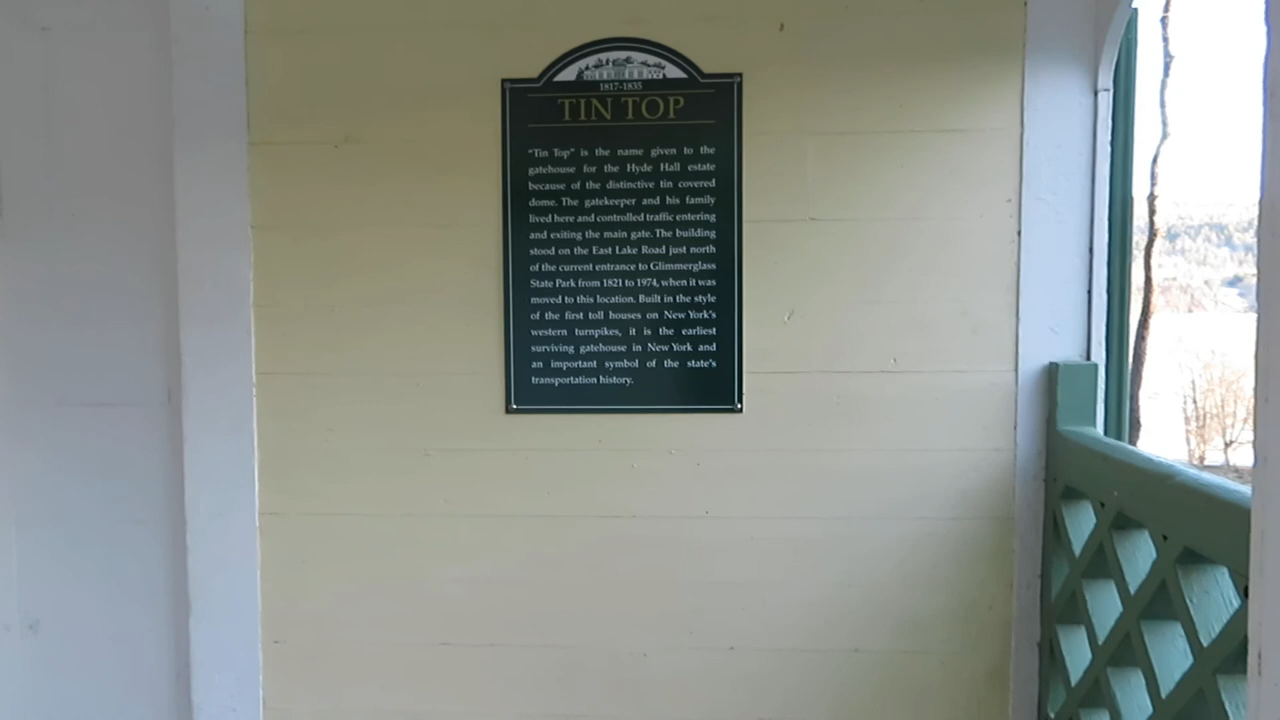 1817-1835
TIN TOP
"Tin Top" is the name given to the
gatehouse for the Hyde Hall estate
because of the distinctive tin covered
dome. The gatekeeper and his family
lived here and controlled traffic entering
and exiting the main gate. The building
stood on the East Lake Road just north
of the current entrance to Glimmerglass
State Park from 1821 to 1974, when it was
moved to this location. Built in the style
of the first toll houses on New York's
western turnpikes, it is the earliest
surviving gatehouse in New York and
an important symbol of the state's
transportation history.